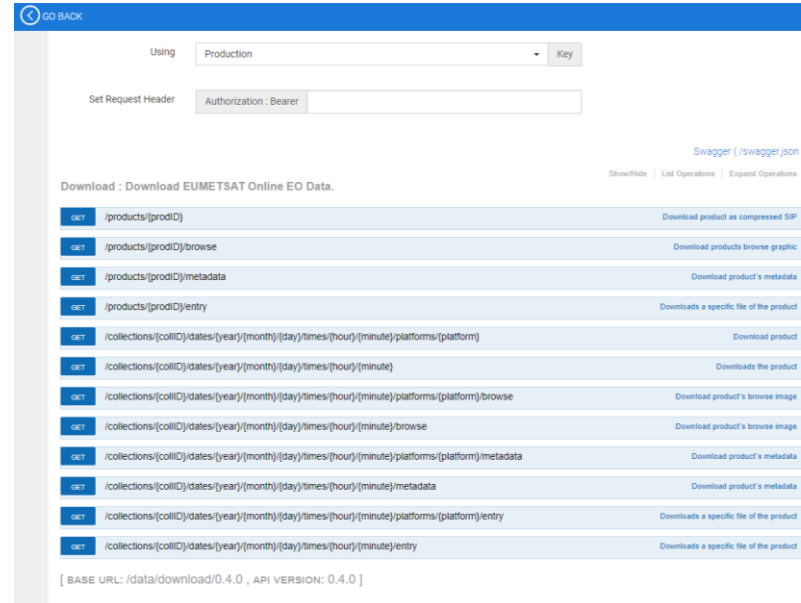 GO BACK
Using Production Key
Set Request Header Authorization : Bearer
Swagger ( /swagger.json
Show/Hide List Operations Expand Operations
Download : Download EUMETSAT Online EO Data.
GET /products/{prodID} Download product as compressed SIP
GET /products/{prodID}/browse Download products browse graphic
GET /products/{prodID}/metadata Download product's metadata
GET /products/{prodID}/entry Downloads a specific file of the product
GET /collections/{collID}/dates/{year}/{month}/{day}/times/{hour}/{minute}/platforms/{platform} Download product
GET /collections/{collID}/dates/{year}/{month}/{day}/times/{hour}/{minute} Downloads the product
GET /collections/{collID}/dates/{year}/{month}/{day}/times/{hour}/{minute}/platforms/{platform}/browse Download product's browse image
GET /collections/{collID}/dates/{year}/{month}/{day}/times/{hour}/{minute}/browse Download product's browse image
GET /collections/{collID}/dates/{year}/{month}/{day}/times/{hour}/{minute}/platforms/{platform}/metadata Download product's metadata
GET /collections/{collID}/dates/{year}/{month}/{day}/times/{hour}/{minute}/metadata Download product's metadata
GET /collections/{collID}/dates/{year}/{month}/{day}/times/{hour}/{minute}/platforms/{platform}/entry Downloads a specific file of the product
GET /collections/{collID}/dates/{year}/{month}/{day}/times/{hour}/{minute}/entry Downloads a specific file of the product
[ BASE URL: /data/download/0.4.0 , API VERSION: 0.4.0 ]